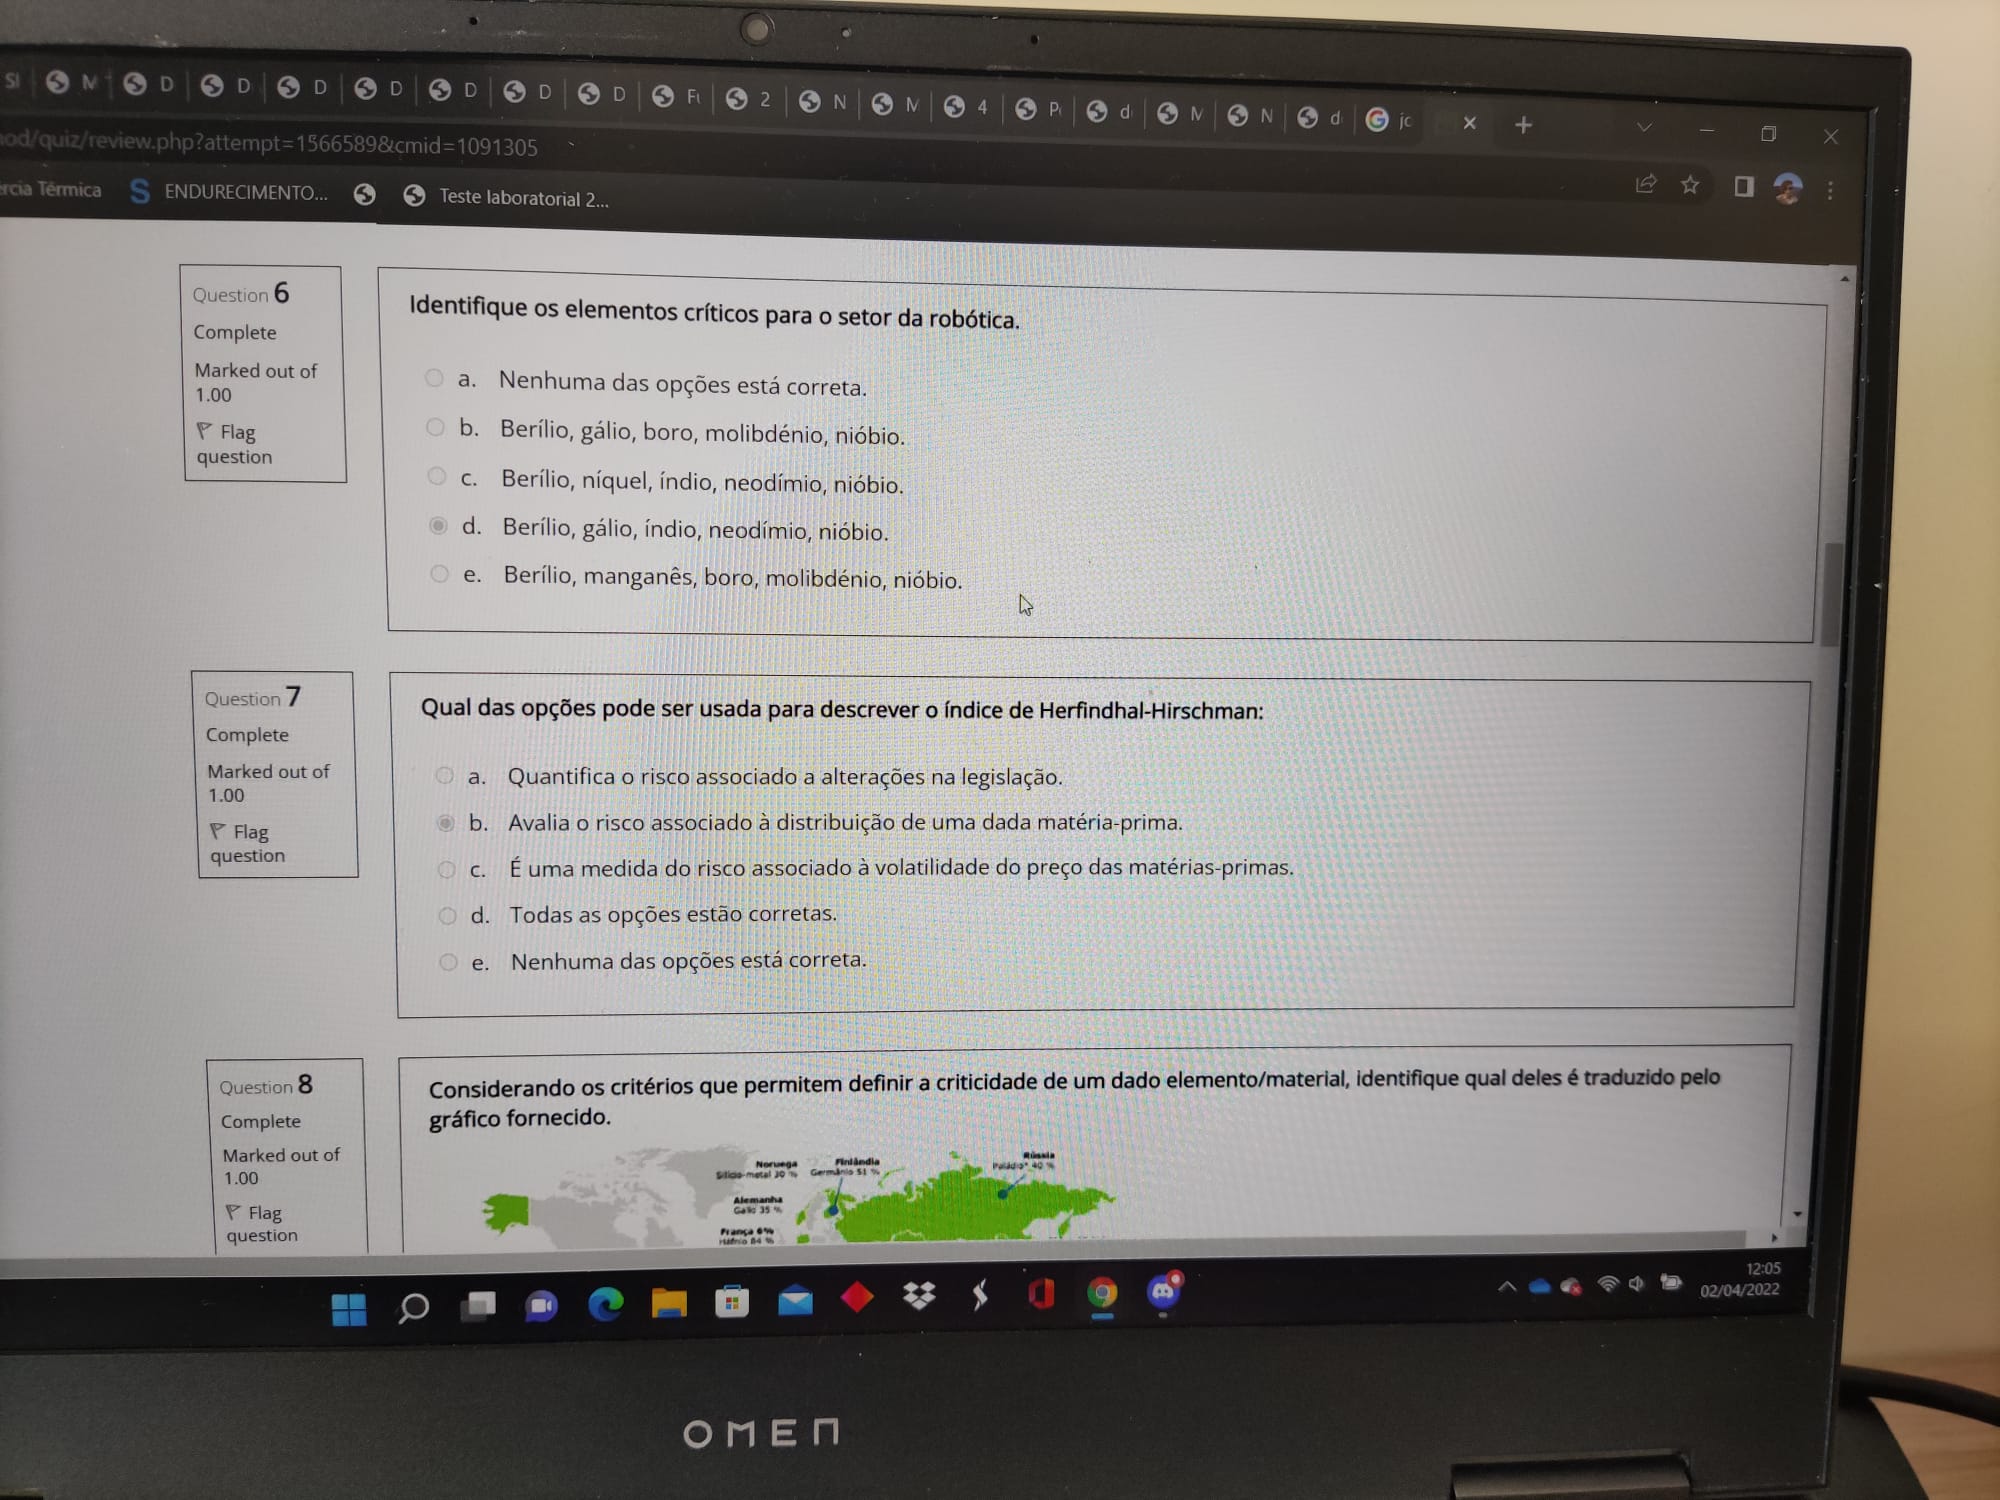 SI
M
D
D
D
D
D
D
D
2
N
M
4
d
M
N
d
jc
od/quiz/review.php?attempt=1566589&cmid=1091305
ércia Térmica
ENDURECIMENTO...
Teste laboratorial 2...
Question 6
Complete
Marked out of
1.00
Flag
question
Identifique os elementos críticos para o setor da robótica.
a. Nenhuma das opções está correta.
b. Berílio, gálio, boro, molibdénio, nióbio.
c. Berílio, níquel, índio, neodímio, nióbio.
d. Berílio, gálio, índio, neodímio, nióbio.
e. Berílio, manganês, boro, molibdénio, nióbio.
Question 7
Complete
Marked out of
1.00
Flag
question
Qual das opções pode ser usada para descrever o índice de Herfindhal-Hirschman:
a. Quantifica o risco associado a alterações na legislação.
b. Avalia o risco associado à distribuição de uma dada matéria-prima.
c. É uma medida do risco associado à volatilidade do preço das matérias-primas.
d. Todas as opções estão corretas.
e. Nenhuma das opções está correta.
Question 8
Complete
Marked out of
1.00
Flag
question
Considerando os critérios que permitem definir a criticidade de um dado elemento/material, identifique qual deles é traduzido pelo
gráfico fornecido.
Noruega
Silício-metal 30 %
Finlândia
Germânio 51 %
Rússia
Paládio* 40 %
Alemanha
Gálio 35 %
França
Háfnio 84 %
12:05
02/04/2022
OMEN